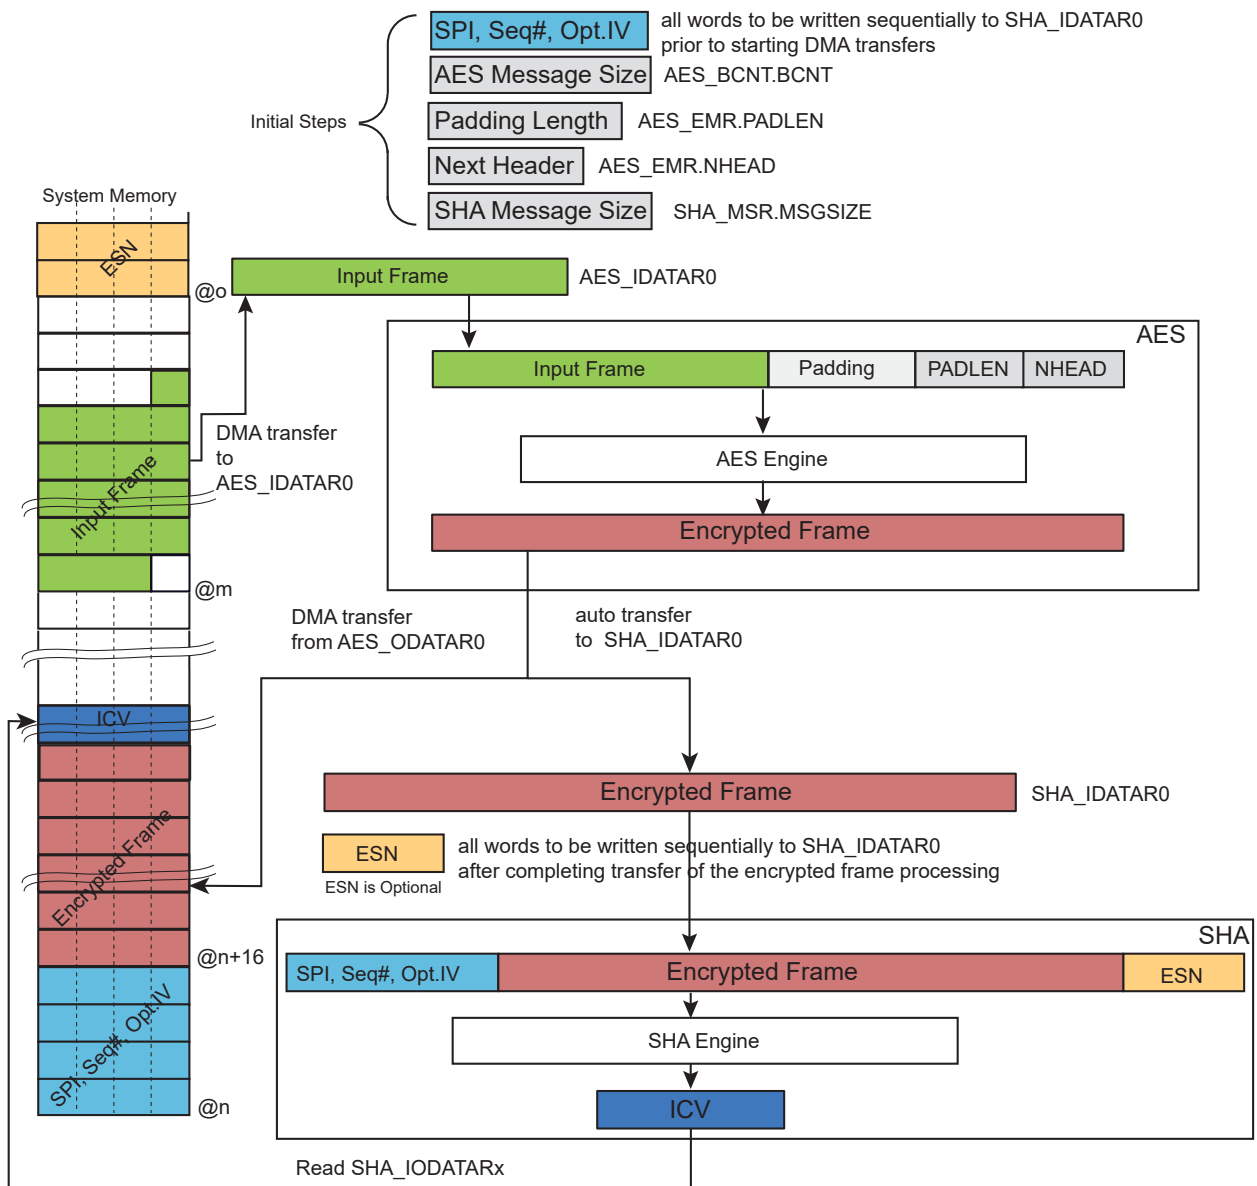 SPI, Seq#, Opt.IV
all words to be written sequentially to SHA_IDATAR0
prior to starting DMA transfers
AES Message Size
AES_BCNT.BCNT
Initial Steps
Padding Length
AES_EMR.PADLEN
Next Header
AES_EMR.NHEAD
SHA Message Size
SHA_MSR.MSGSIZE
System Memory
ESN
@o
Input Frame
AES_IDATAR0
AES
Input Frame
Padding
PADLEN
NHEAD
DMA transfer
to
AES_IDATAR0
AES Engine
Input Frame
Encrypted Frame
@m
DMA transfer
from AES_ODATAR0
auto transfer
to SHA_IDATAR0
ICV
Encrypted Frame
SHA_IDATAR0
ESN
ESN is Optional
all words to be written sequentially to SHA_IDATAR0
after completing transfer of the encrypted frame processing
Encrypted Frame
@n+16
SHA
SPI, Seq#, Opt.IV
Encrypted Frame
ESN
SPI, Seq#, Opt.IV
SHA Engine
@n
ICV
Read SHA_IODATARx